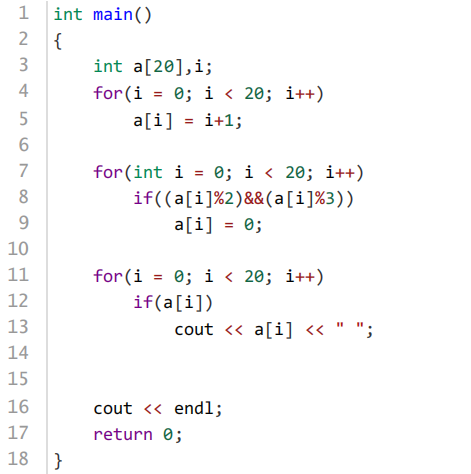 1 int main()
2 {
3     int a[20],i;
4     for(i = 0; i < 20; i++)
5         a[i] = i+1;
6
7     for(int i = 0; i < 20; i++)
8         if((a[i]%2)&&(a[i]%3))
9             a[i] = 0;
10
11     for(i = 0; i < 20; i++)
12         if(a[i])
13             cout << a[i] << " ";
14
15
16     cout << endl;
17     return 0;
18 }